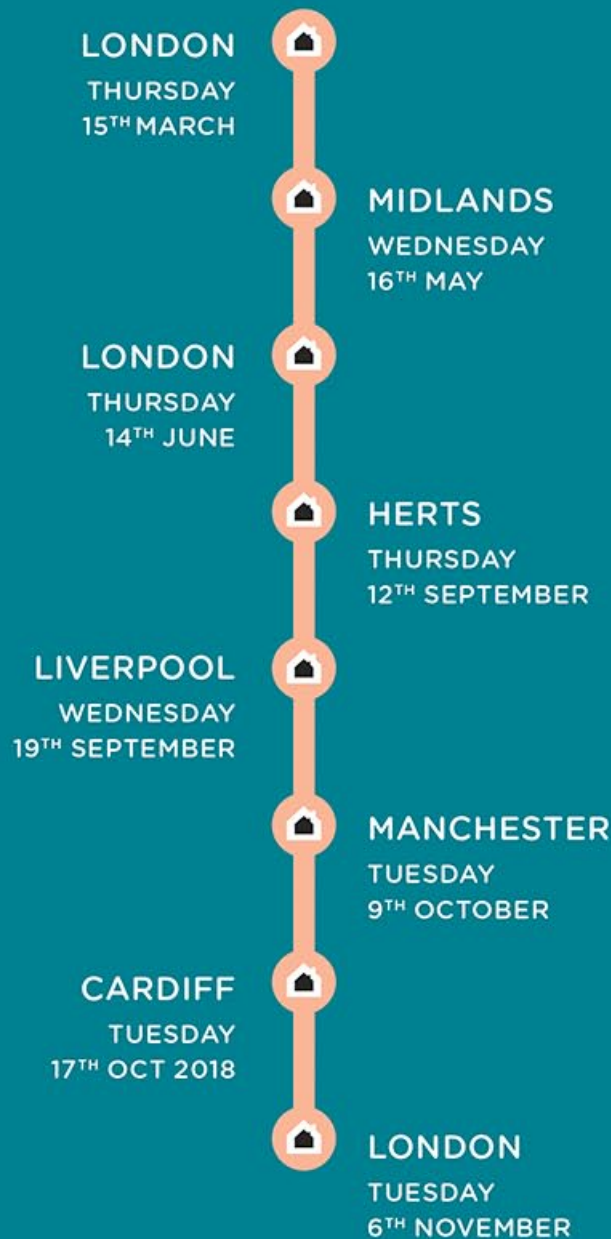 LONDON
THURSDAY
15TH MARCH
MIDLANDS
WEDNESDAY
16TH MAY
LONDON
THURSDAY
14TH JUNE
HERTS
THURSDAY
12TH SEPTEMBER
LIVERPOOL
WEDNESDAY
19TH SEPTEMBER
MANCHESTER
TUESDAY
9TH OCTOBER
CARDIFF
TUESDAY
17TH OCT 2018
LONDON
TUESDAY
6TH NOVEMBER